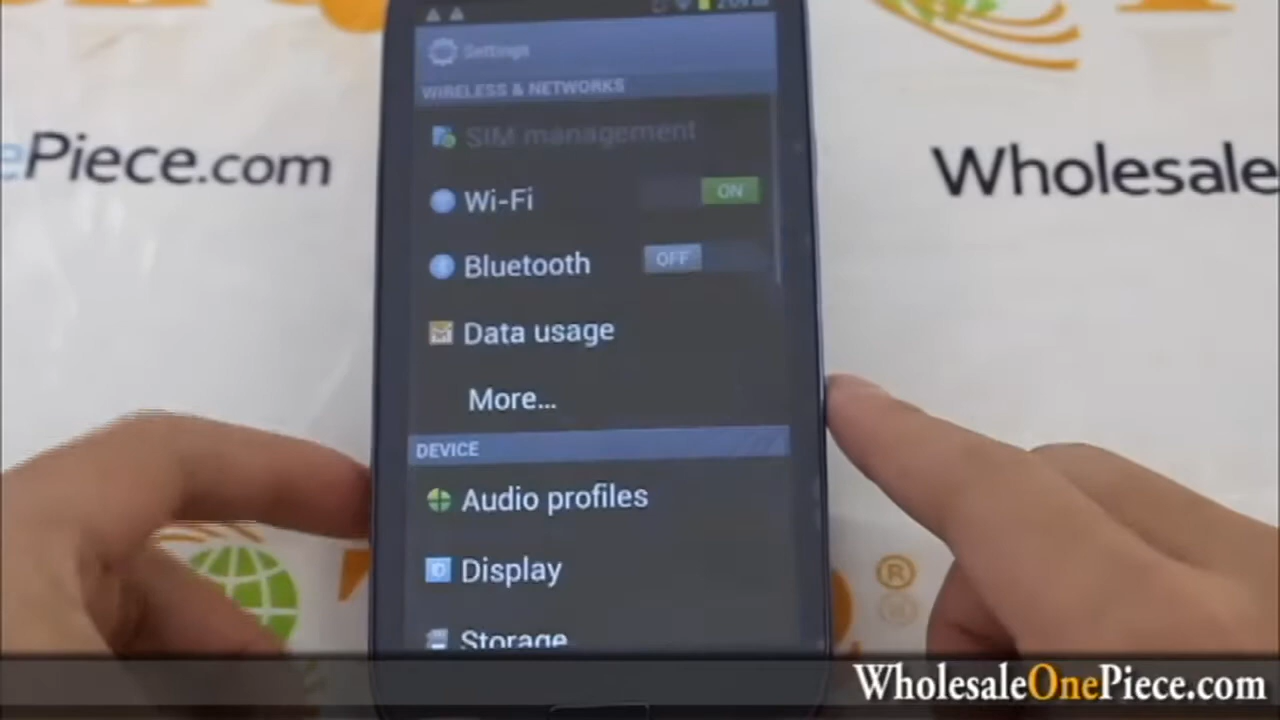 Settings
WIRELESS & NETWORKS
SIM management
Wi-Fi
ON
Bluetooth
OFF
Data usage
More...
DEVICE
Audio profiles
Display
Storage
ePiece.com
Wholesale
®
WholesaleOnePiece.com